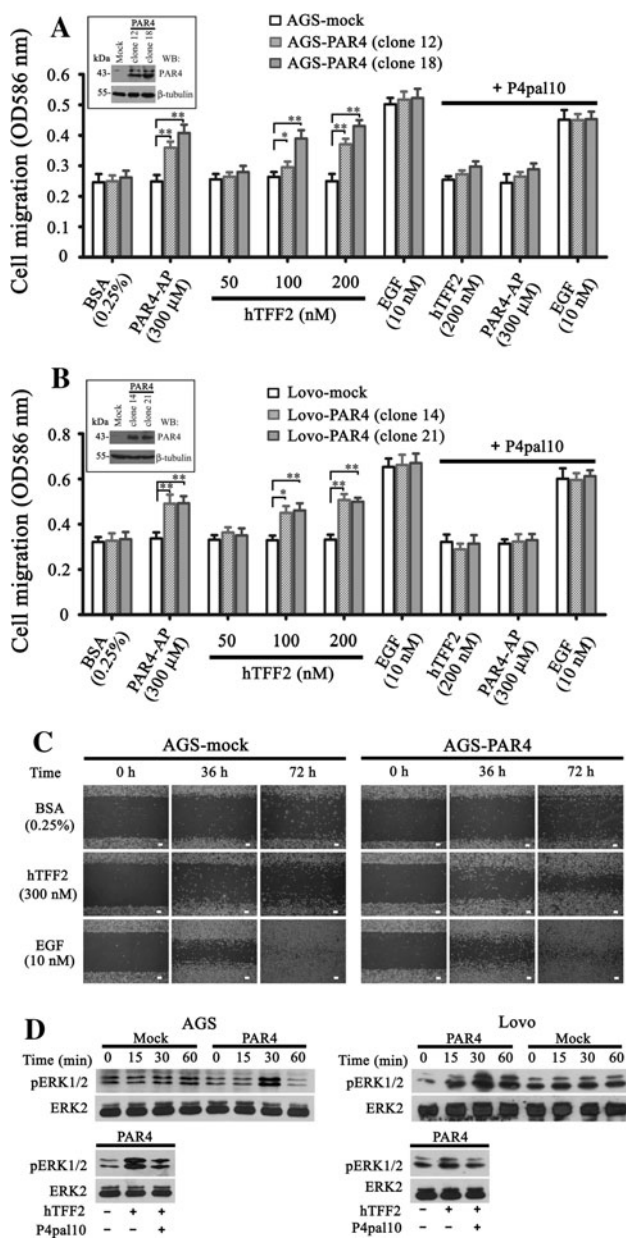 A
PAR4
Mock
clone 12
clone 18
WB:
kDa
43-
PAR4
55-
β-tubulin
AGS-mock
AGS-PAR4 (clone 12)
AGS-PAR4 (clone 18)
+ P4pal10
Cell migration (OD586 nm)
0.6
0.5
0.4
0.3
0.2
0.1
0
** **
* **
** **
BSA (0.25%)
PAR4-AP (300 µM)
50 100 200
hTFF2 (nM)
EGF (10 nM)
hTFF2 (200 nM)
PAR4-AP (300 µM)
EGF (10 nM)
B
PAR4
Mock
clone 14
clone 21
WB:
kDa
43-
PAR4
55-
β-tubulin
Lovo-mock
Lovo-PAR4 (clone 14)
Lovo-PAR4 (clone 21)
+ P4pal10
Cell migration (OD586 nm)
0.8
0.6
0.4
0.2
0
** **
* **
** **
BSA (0.25%)
PAR4-AP (300 µM)
50 100 200
hTFF2 (nM)
EGF (10 nM)
hTFF2 (200 nM)
PAR4-AP (300 µM)
EGF (10 nM)
C
AGS-mock AGS-PAR4
Time 0 h 36 h 72 h 0 h 36 h 72 h
BSA
(0.25%)
hTFF2
(300 nM)
EGF
(10 nM)
D
AGS
Mock PAR4
Time (min) 0 15 30 60 0 15 30 60
pERK1/2
ERK2
PAR4
pERK1/2
ERK2
hTFF2 − + +
P4pal10 − − +
Lovo
PAR4 Mock
Time (min) 0 15 30 60 0 15 30 60
pERK1/2
ERK2
PAR4
pERK1/2
ERK2
hTFF2 − + +
P4pal10 − − +